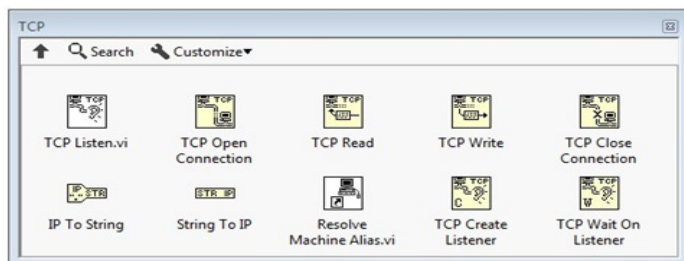 TCP
Search Customize
TCP Listen.vi TCP Open Connection TCP Read TCP Write TCP Close Connection
IP To String String To IP Resolve Machine Alias.vi TCP Create Listener TCP Wait On Listener